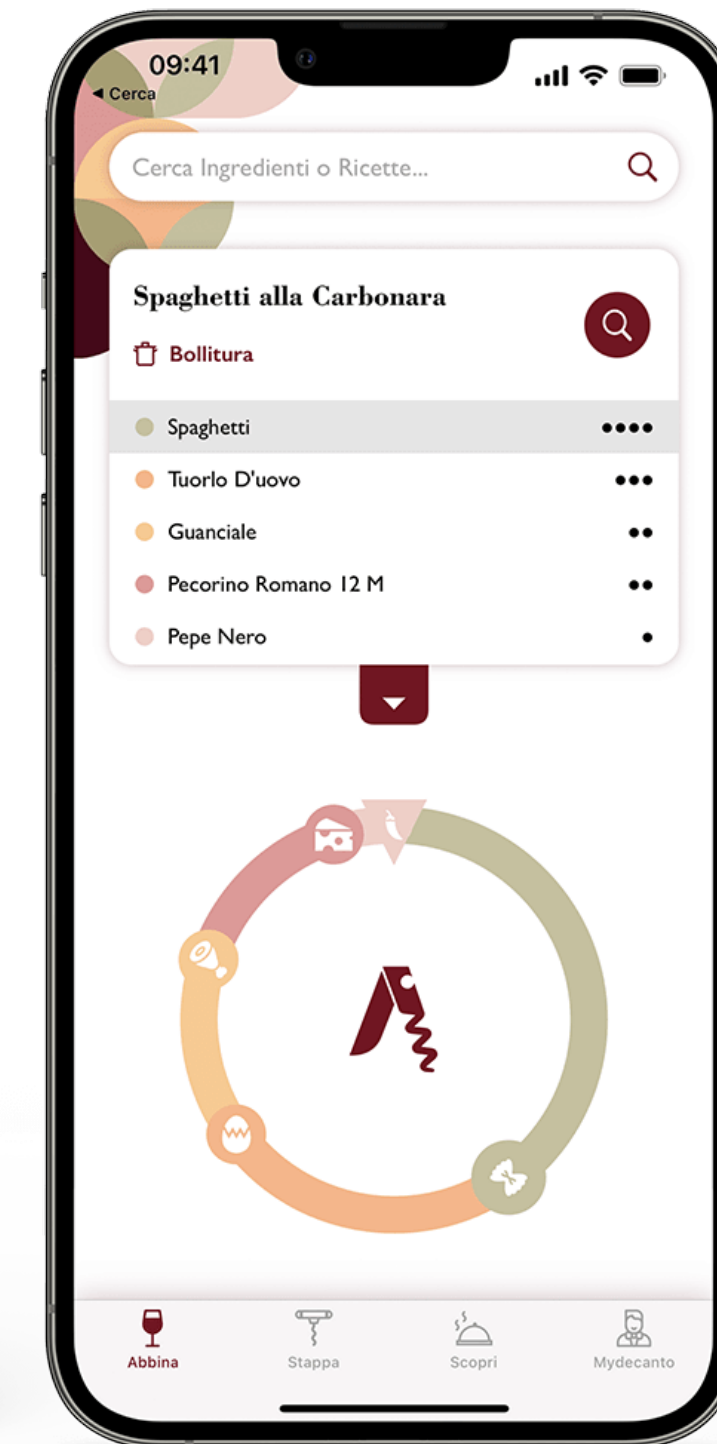 09:41
◀ Cerca
Cerca Ingredienti o Ricette...
Spaghetti alla Carbonara
Bollitura
Spaghetti
Tuorlo D'uovo
Guanciale
Pecorino Romano 12 M
Pepe Nero
Abbina
Stappa
Scopri
Mydecanto